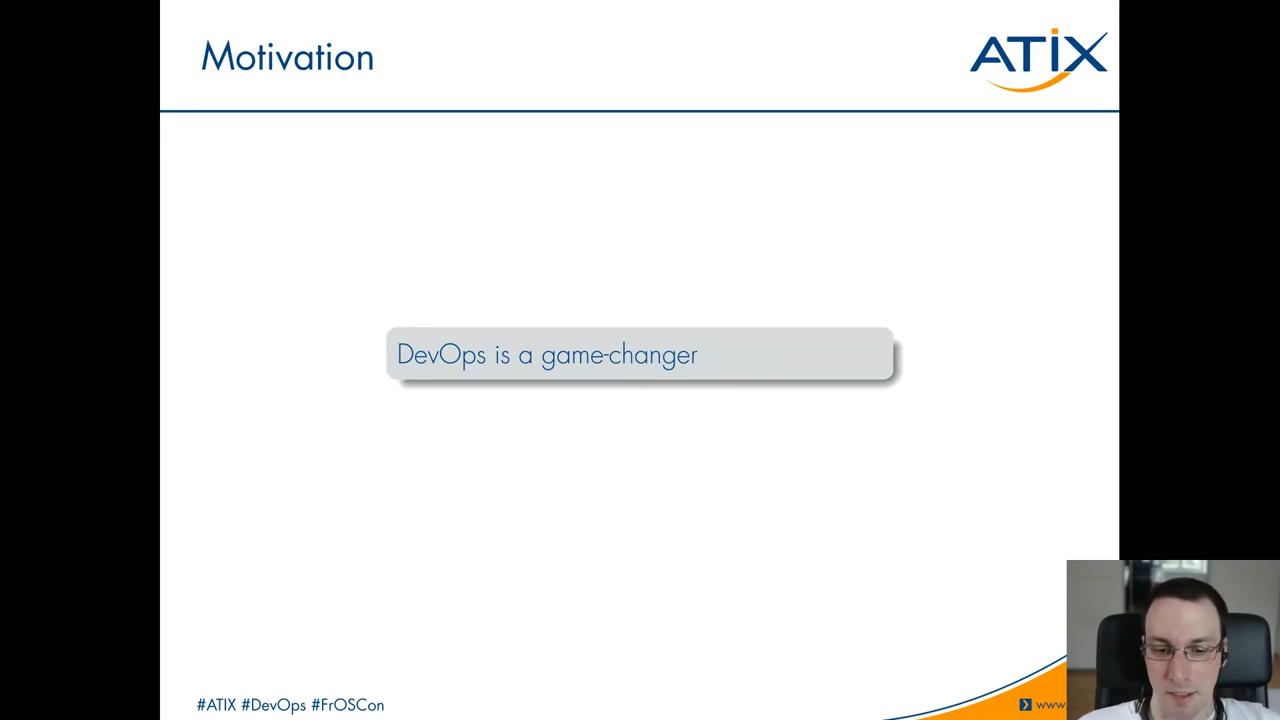 Motivation
ATIX
DevOps is a game-changer
#ATIX #DevOps #FrOSCon
www.